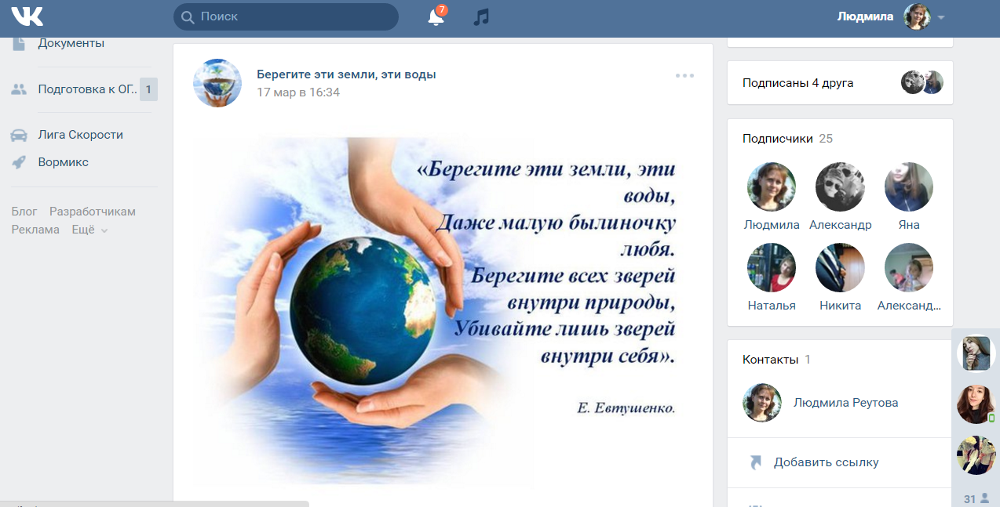 VK
Поиск
7
Людмила
Документы
Подготовка к ОГ..
1
Лига Скорости
Вормикс
Блог Разработчикам
Реклама Ещё
Берегите эти земли, эти воды
17 мар в 16:34
«Берегите эти земли, эти
воды,
Даже малую былиночку
любя.
Берегите всех зверей
внутри природы,
Убивайте лишь зверей
внутри себя».
Е. Евтушенко.
Подписаны 4 друга
Подписчики 25
Людмила Александр Яна
Наталья Никита Александ...
Контакты 1
Людмила Реутова
Добавить ссылку
31